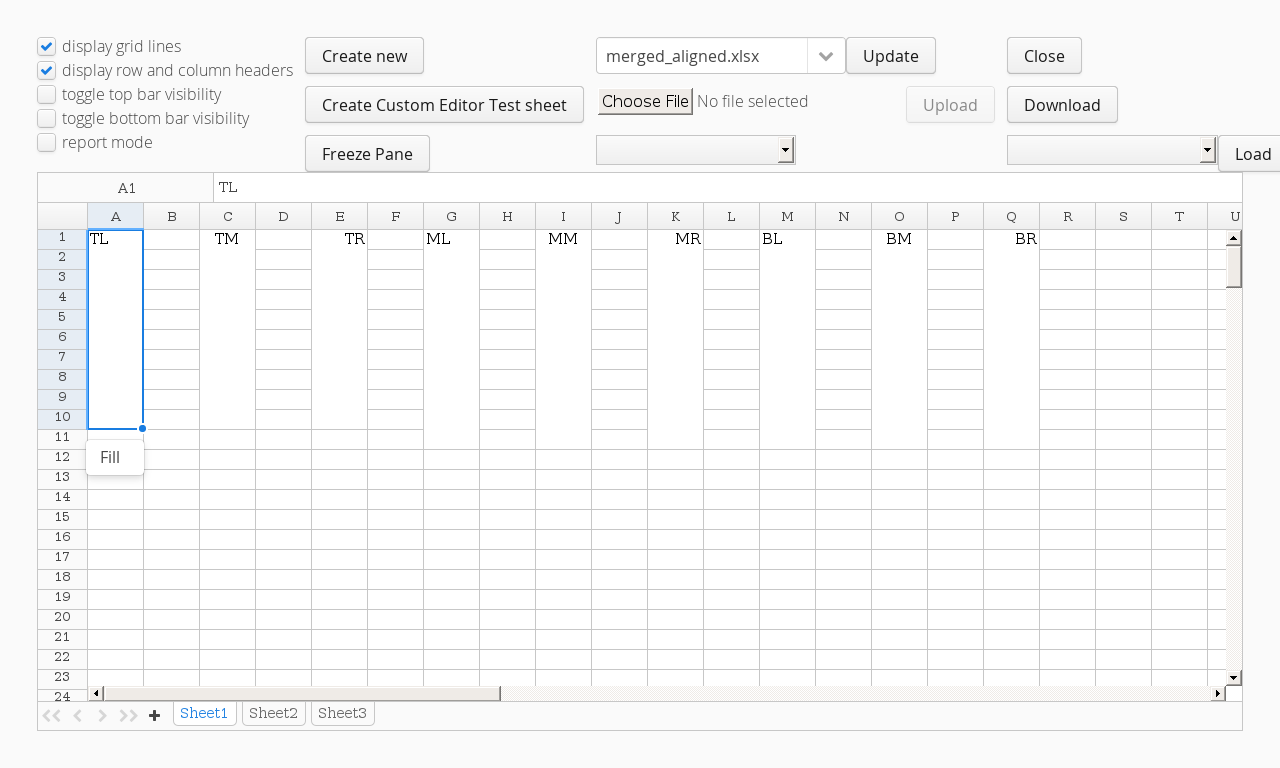 display grid lines
display row and column headers
toggle top bar visibility
toggle bottom bar visibility
report mode
Create new
merged_aligned.xlsx
Update
Close
Create Custom Editor Test sheet
Choose File No file selected
Upload
Download
Freeze Pane
Load
A1 TL
A B C D E F G H I J K L M N O P Q R S T U
1 TL TM TR ML MM MR BL BM BR
2
3
4
5
6
7
8
9
10
11
12
Fill
13
14
15
16
17
18
19
20
21
22
23
24
Sheet1 Sheet2 Sheet3